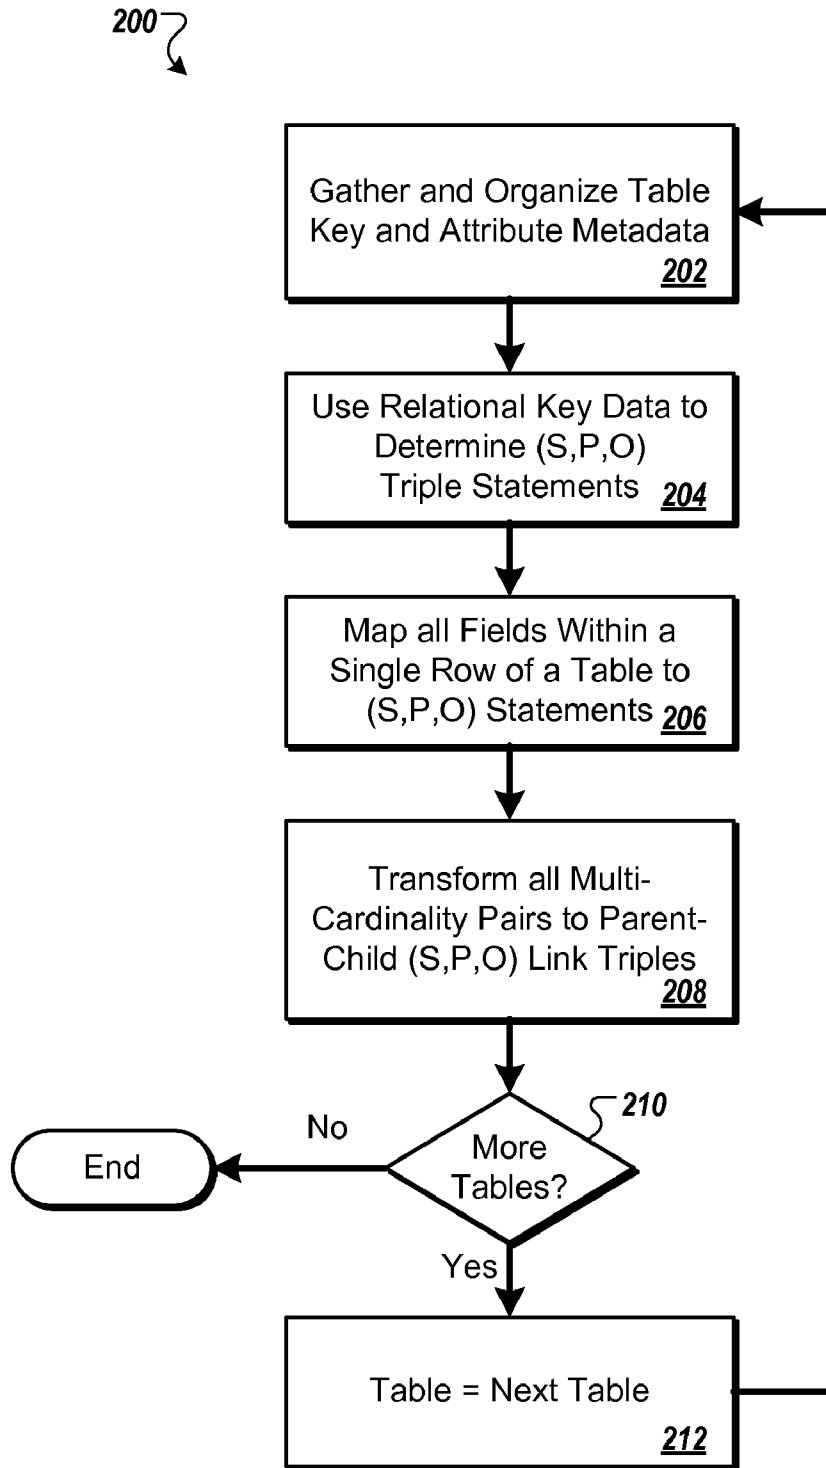 200
Gather and Organize Table
Key and Attribute Metadata
202
Use Relational Key Data to
Determine (S,P,O)
Triple Statements 204
Map all Fields Within a
Single Row of a Table to
(S,P,O) Statements 206
Transform all Multi-
Cardinality Pairs to Parent-
Child (S,P,O) Link Triples
208
210
No
More
Tables?
End
Yes
Table = Next Table
212